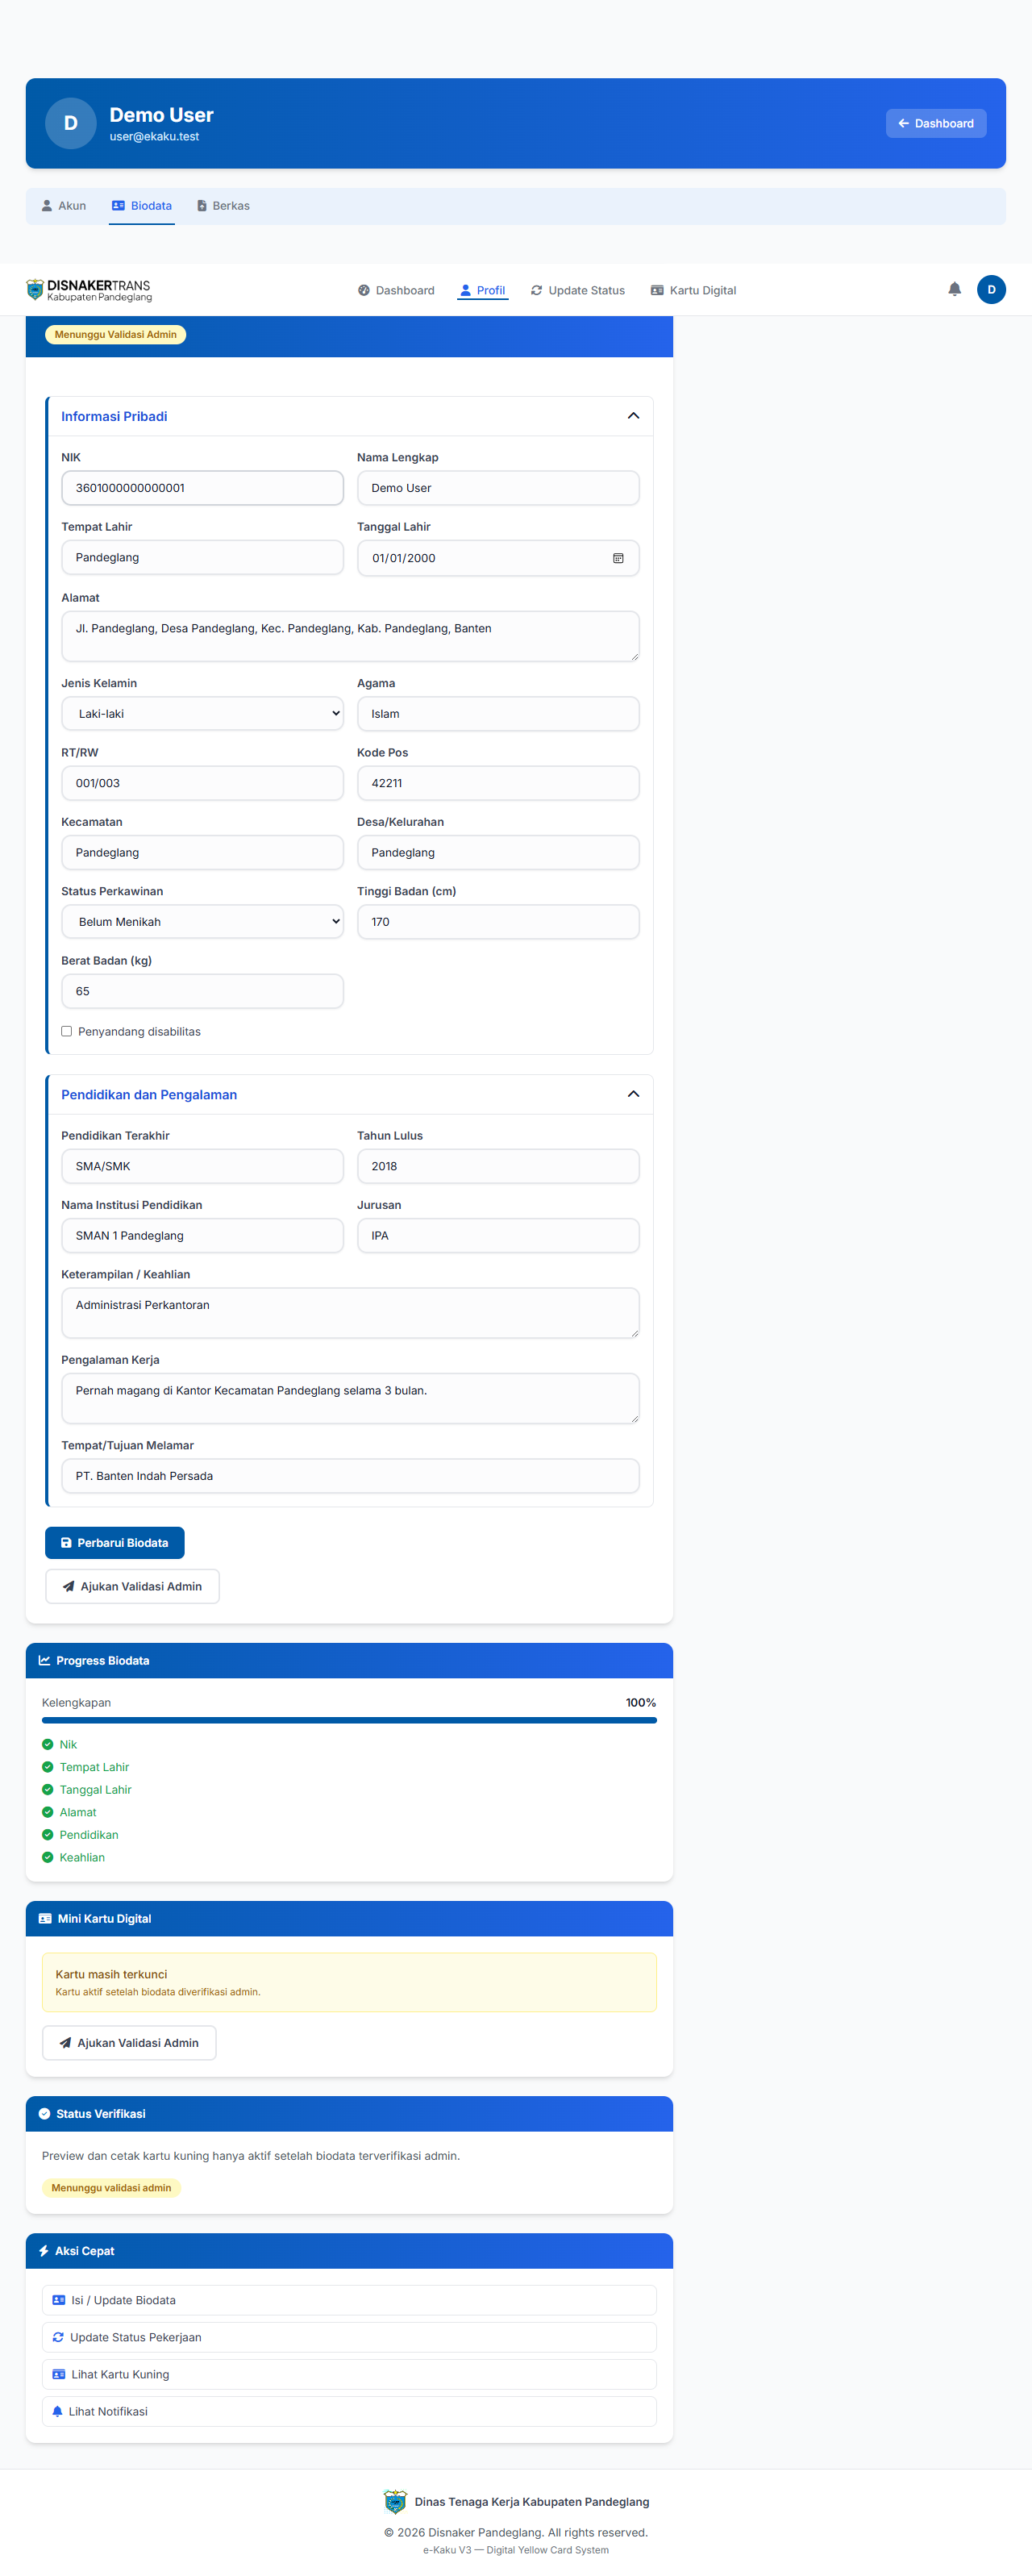 D
Demo User
user@ekaku.test
Dashboard
Akun
Biodata
Berkas
DISNAKERTRANS
Kabupaten Pandeglang
Dashboard
Profil
Update Status
Kartu Digital
D
Menunggu Validasi Admin
Informasi Pribadi
NIK
Nama Lengkap
3601000000000001
Demo User
Tempat Lahir
Tanggal Lahir
Pandeglang
01/01/2000
Alamat
Jl. Pandeglang, Desa Pandeglang, Kec. Pandeglang, Kab. Pandeglang, Banten
Jenis Kelamin
Agama
Laki-laki
Islam
RT/RW
Kode Pos
001/003
42211
Kecamatan
Desa/Kelurahan
Pandeglang
Pandeglang
Status Perkawinan
Tinggi Badan (cm)
Belum Menikah
170
Berat Badan (kg)
65
Penyandang disabilitas
Pendidikan dan Pengalaman
Pendidikan Terakhir
Tahun Lulus
SMA/SMK
2018
Nama Institusi Pendidikan
Jurusan
SMAN 1 Pandeglang
IPA
Keterampilan / Keahlian
Administrasi Perkantoran
Pengalaman Kerja
Pernah magang di Kantor Kecamatan Pandeglang selama 3 bulan.
Tempat/Tujuan Melamar
PT. Banten Indah Persada
Perbarui Biodata
Ajukan Validasi Admin
Progress Biodata
Kelengkapan
100%
Nik
Tempat Lahir
Tanggal Lahir
Alamat
Pendidikan
Keahlian
Mini Kartu Digital
Kartu masih terkunci
Kartu aktif setelah biodata diverifikasi admin.
Ajukan Validasi Admin
Status Verifikasi
Preview dan cetak kartu kuning hanya aktif setelah biodata terverifikasi admin.
Menunggu validasi admin
Aksi Cepat
Isi / Update Biodata
Update Status Pekerjaan
Lihat Kartu Kuning
Lihat Notifikasi
Dinas Tenaga Kerja Kabupaten Pandeglang
© 2026 Disnaker Pandeglang. All rights reserved.
e-Kaku V3 — Digital Yellow Card System